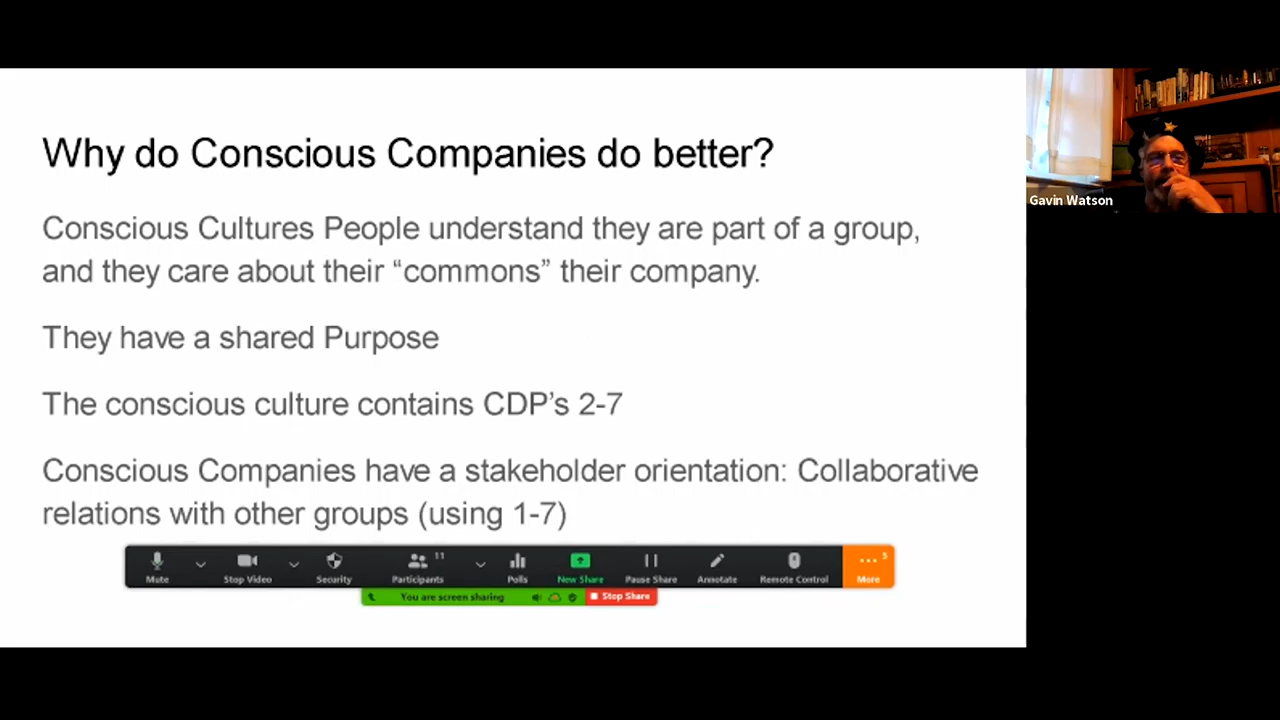 Why do Conscious Companies do better?
Conscious Cultures People understand they are part of a group,
and they care about their “commons” their company.
They have a shared Purpose
The conscious culture contains CDP’s 2-7
Conscious Companies have a stakeholder orientation: Collaborative
relations with other groups (using 1-7)
Mute Stop Video Security Participants 11 Polls New Share Pause Share Annotate Remote Control More 5
You are screen sharing Stop Share
Gavin Watson